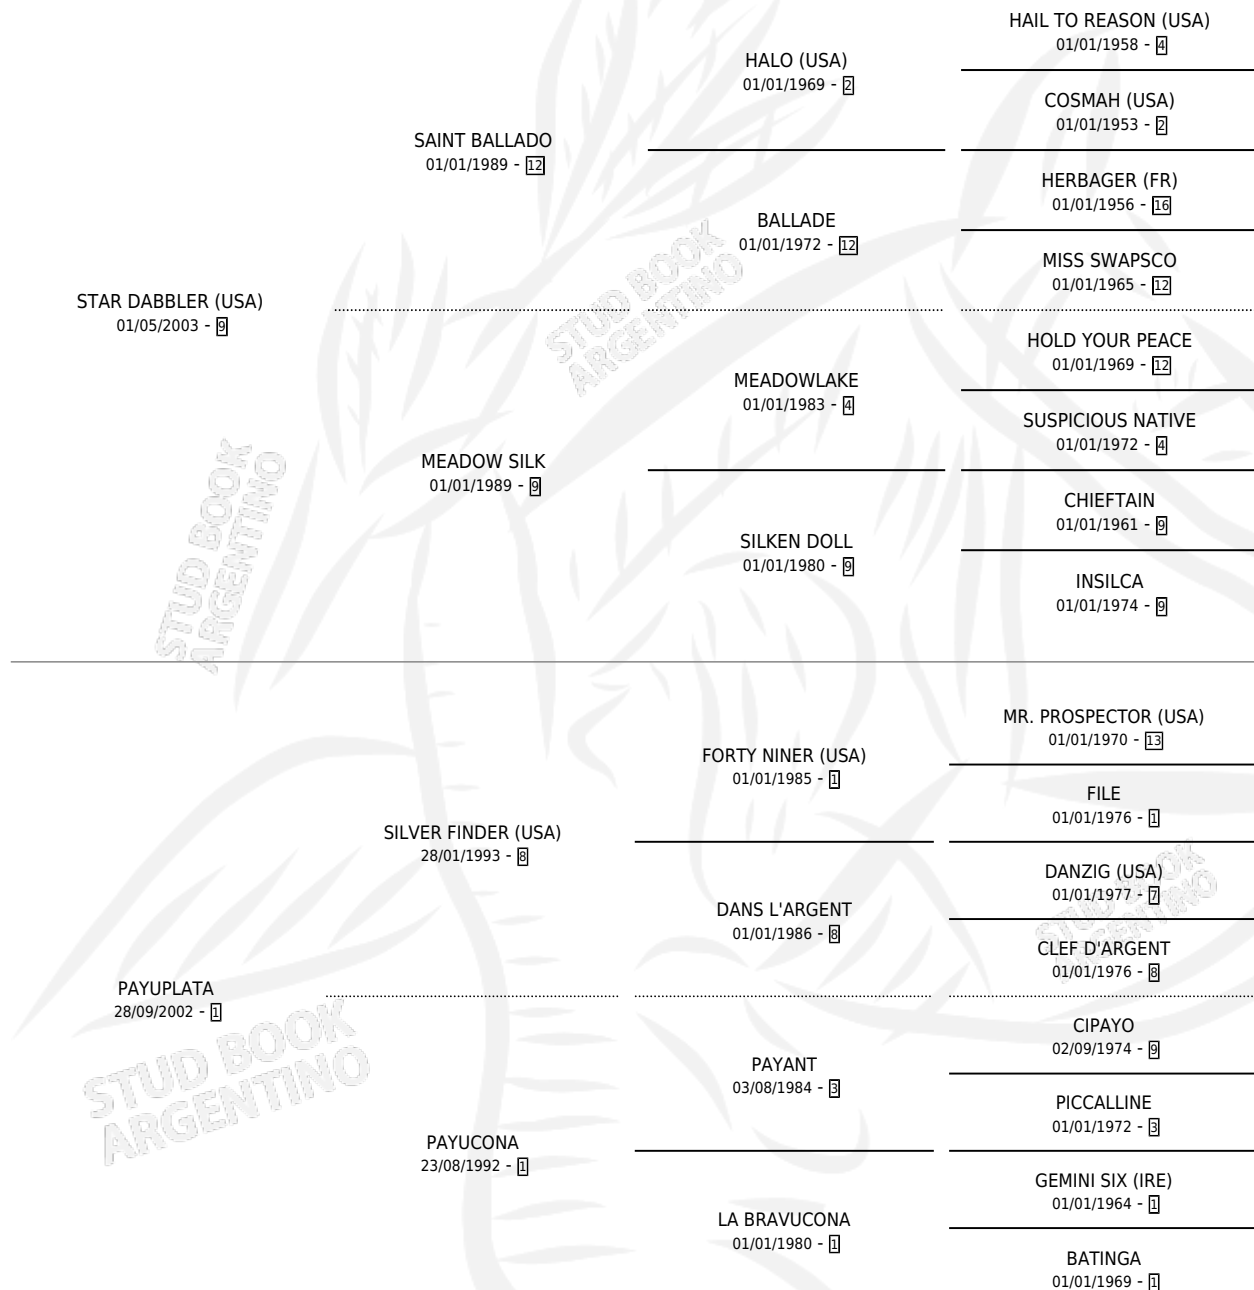 HAIL TO REASON (USA)
01/01/1958 - 4
HALO (USA)
01/01/1969 - 2
COSMAH (USA)
01/01/1953 - 2
SAINT BALLADO
01/01/1989 - 12
HERBAGER (FR)
01/01/1956 - 16
BALLADE
01/01/1972 - 12
MISS SWAPSCO
01/01/1965 - 12
STAR DABBLER (USA)
01/05/2003 - 9
HOLD YOUR PEACE
01/01/1969 - 12
MEADOWLAKE
01/01/1983 - 4
SUSPICIOUS NATIVE
01/01/1972 - 4
MEADOW SILK
01/01/1989 - 9
CHIEFTAIN
01/01/1961 - 9
SILKEN DOLL
01/01/1980 - 9
INSILCA
01/01/1974 - 9
MR. PROSPECTOR (USA)
01/01/1970 - 13
FORTY NINER (USA)
01/01/1985 - 1
FILE
01/01/1976 - 1
SILVER FINDER (USA)
28/01/1993 - 8
DANZIG (USA)
01/01/1977 - 7
DANS L'ARGENT
01/01/1986 - 8
CLEF D'ARGENT
01/01/1976 - 8
PAYUPLATA
28/09/2002 - 1
CIPAYO
02/09/1974 - 9
PAYANT
03/08/1984 - 3
PICCALLINE
01/01/1972 - 3
PAYUCONA
23/08/1992 - 1
GEMINI SIX (IRE)
01/01/1964 - 1
LA BRAVUCONA
01/01/1980 - 1
BATINGA
01/01/1969 - 1
STUD BOOK
ARGENTINO
STUD BOOK
ARGENTINO
STUD BOOK
ARGENTINO
STUD BOOK
ARGENTINO